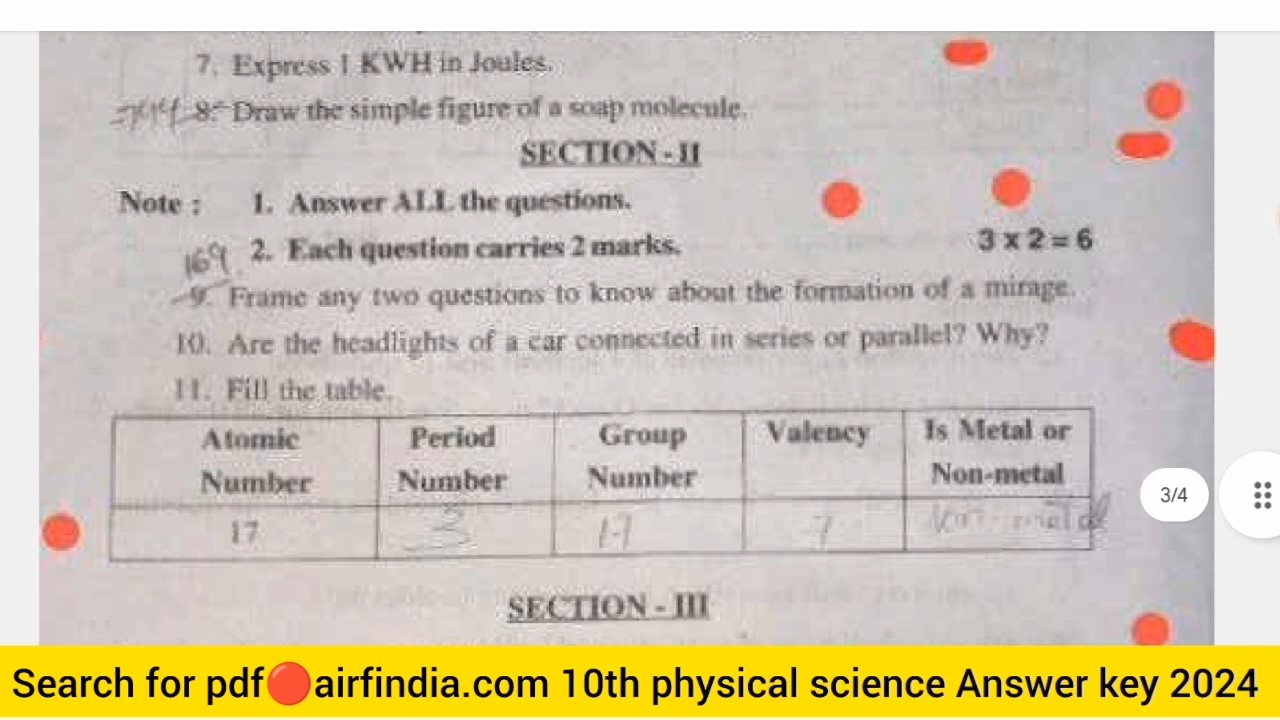 7. Express 1 KWH in Joules.
8. Draw the simple figure of a soap molecule.
SECTION - II
Note : 1. Answer ALL the questions.
169 2. Each question carries 2 marks. 3 x 2 = 6
9. Frame any two questions to know about the formation of a mirage.
10. Are the headlights of a car connected in series or parallel? Why?
11. Fill the table.
Atomic Number Period Number Group Number Valency Is Metal or Non-metal
17 3 17 7 Non-metal
3/4
SECTION - III
Search for pdf🔴airfindia.com 10th physical science Answer key 2024